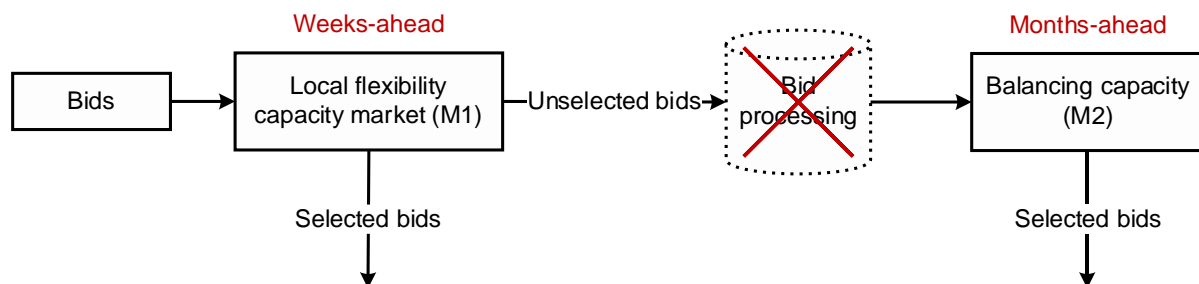 Weeks-ahead
Months-ahead
Bids
Local flexibility
capacity market (M1)
Unselected bids
Bid
processing
Balancing capacity
(M2)
Selected bids
Selected bids